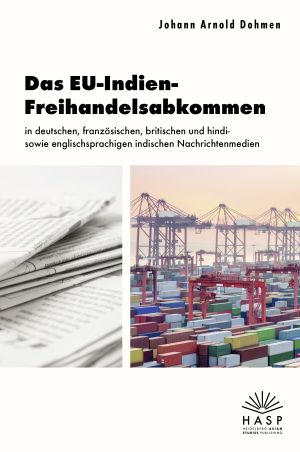 Johann Arnold Dohmen
Das EU-Indien-
Freihandelsabkommen
in deutschen, französischen, britischen und hindi-
sowie englischsprachigen indischen Nachrichtenmedien
HASP
HEIDELBERG ASIAN
STUDIES PUBLISHING